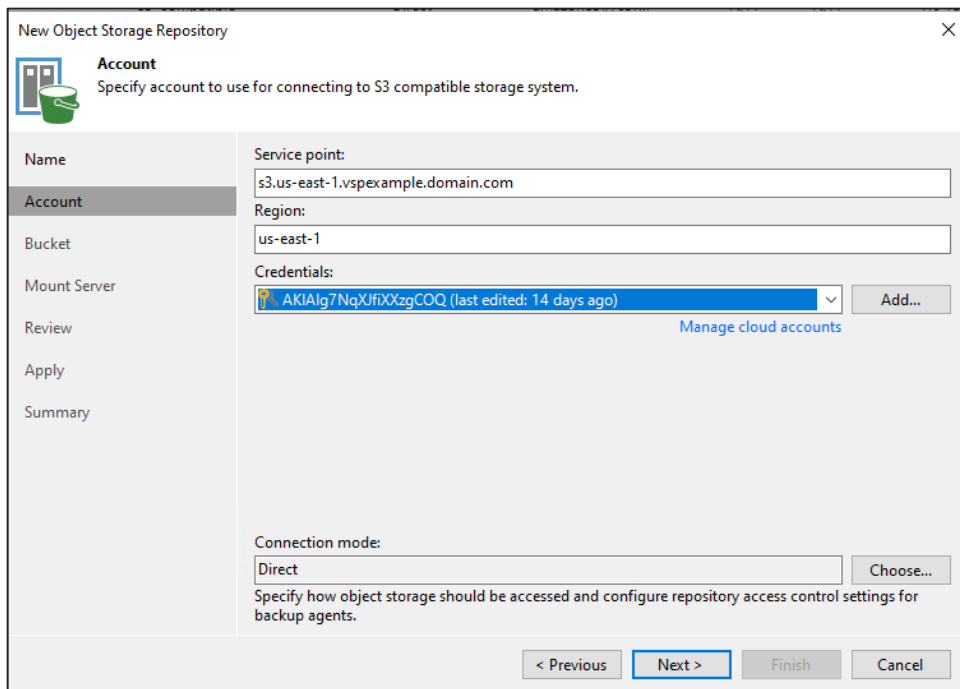 New Object Storage Repository
Account
Specify account to use for connecting to S3 compatible storage system.
Name
Account
Bucket
Mount Server
Review
Apply
Summary
Service point:
s3.us-east-1.vspexample.domain.com
Region:
us-east-1
Credentials:
AKIAIg7NqXJfiXXzgCOQ (last edited: 14 days ago)
Add...
Manage cloud accounts
Connection mode:
Direct
Choose...
Specify how object storage should be accessed and configure repository access control settings for
backup agents.
< Previous
Next >
Finish
Cancel